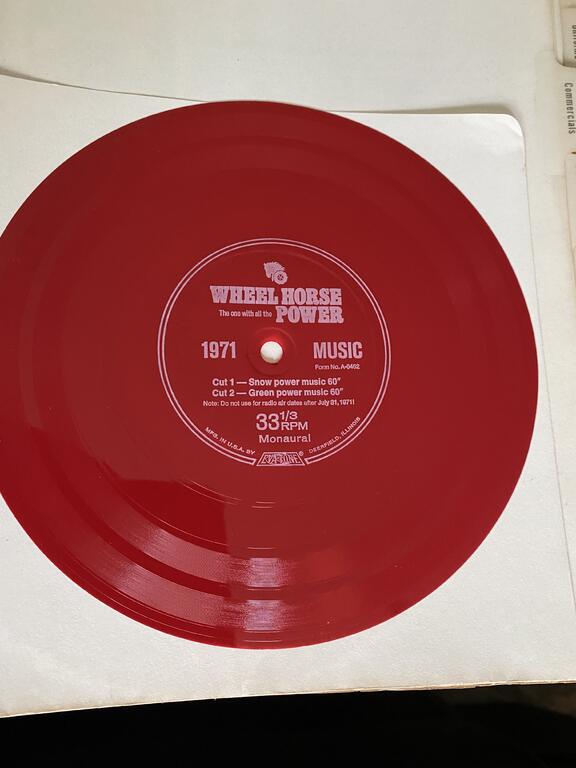 Commercials
WHEEL HORSE
The one with all the POWER
1971 MUSIC
Form No. A-0462
Cut 1 — Snow power music 60"
Cut 2 — Green power music 60"
Note: Do not use for radio air dates after July 31, 1971!
33 1/3 RPM
Monaural
MFG. IN U.S.A. BY EVA-TONE® DEERFIELD, ILLINOIS